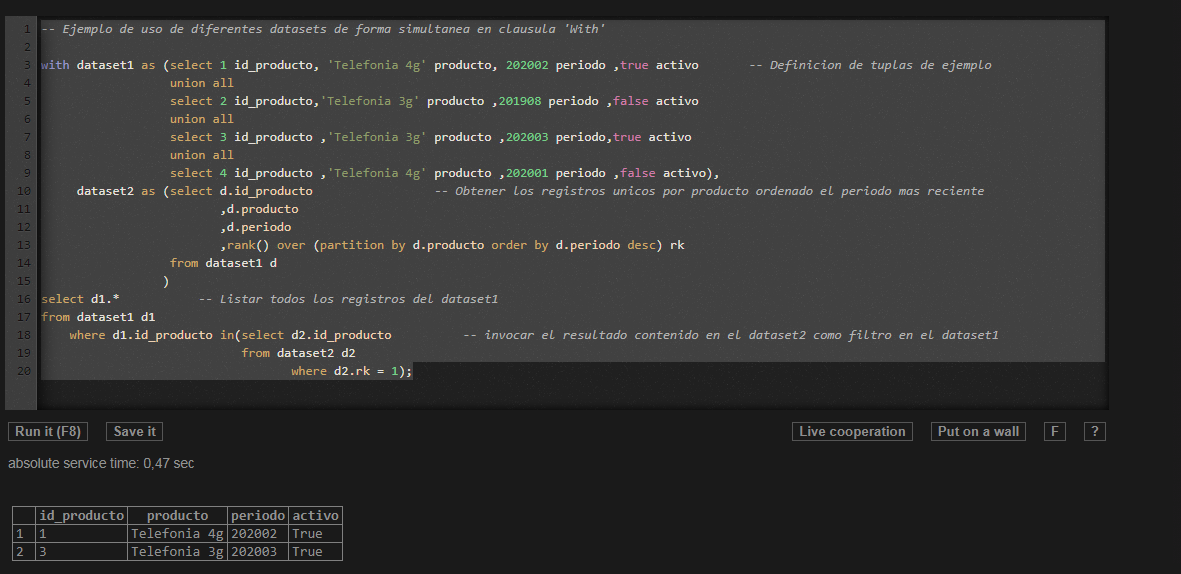 1 -- Ejemplo de uso de diferentes datasets de forma simultanea en clausula 'With'
2
3 with dataset1 as (select 1 id_producto, 'Telefonia 4g' producto, 202002 periodo ,true activo -- Definicion de tuplas de ejemplo
4 union all
5 select 2 id_producto,'Telefonia 3g' producto ,201908 periodo ,false activo
6 union all
7 select 3 id_producto ,'Telefonia 3g' producto ,202003 periodo,true activo
8 union all
9 select 4 id_producto ,'Telefonia 4g' producto ,202001 periodo ,false activo),
10 dataset2 as (select d.id_producto -- Obtener los registros unicos por producto ordenado el periodo mas reciente
11 ,d.producto
12 ,d.periodo
13 ,rank() over (partition by d.producto order by d.periodo desc) rk
14 from dataset1 d
15 )
16 select d1.* -- Listar todos los registros del dataset1
17 from dataset1 d1
18 where d1.id_producto in(select d2.id_producto -- invocar el resultado contenido en el dataset2 como filtro en el dataset1
19 from dataset2 d2
20 where d2.rk = 1);
Run it (F8) Save it Live cooperation Put on a wall F ?
absolute service time: 0,47 sec
id_producto producto periodo activo
1 1 Telefonia 4g 202002 True
2 3 Telefonia 3g 202003 True